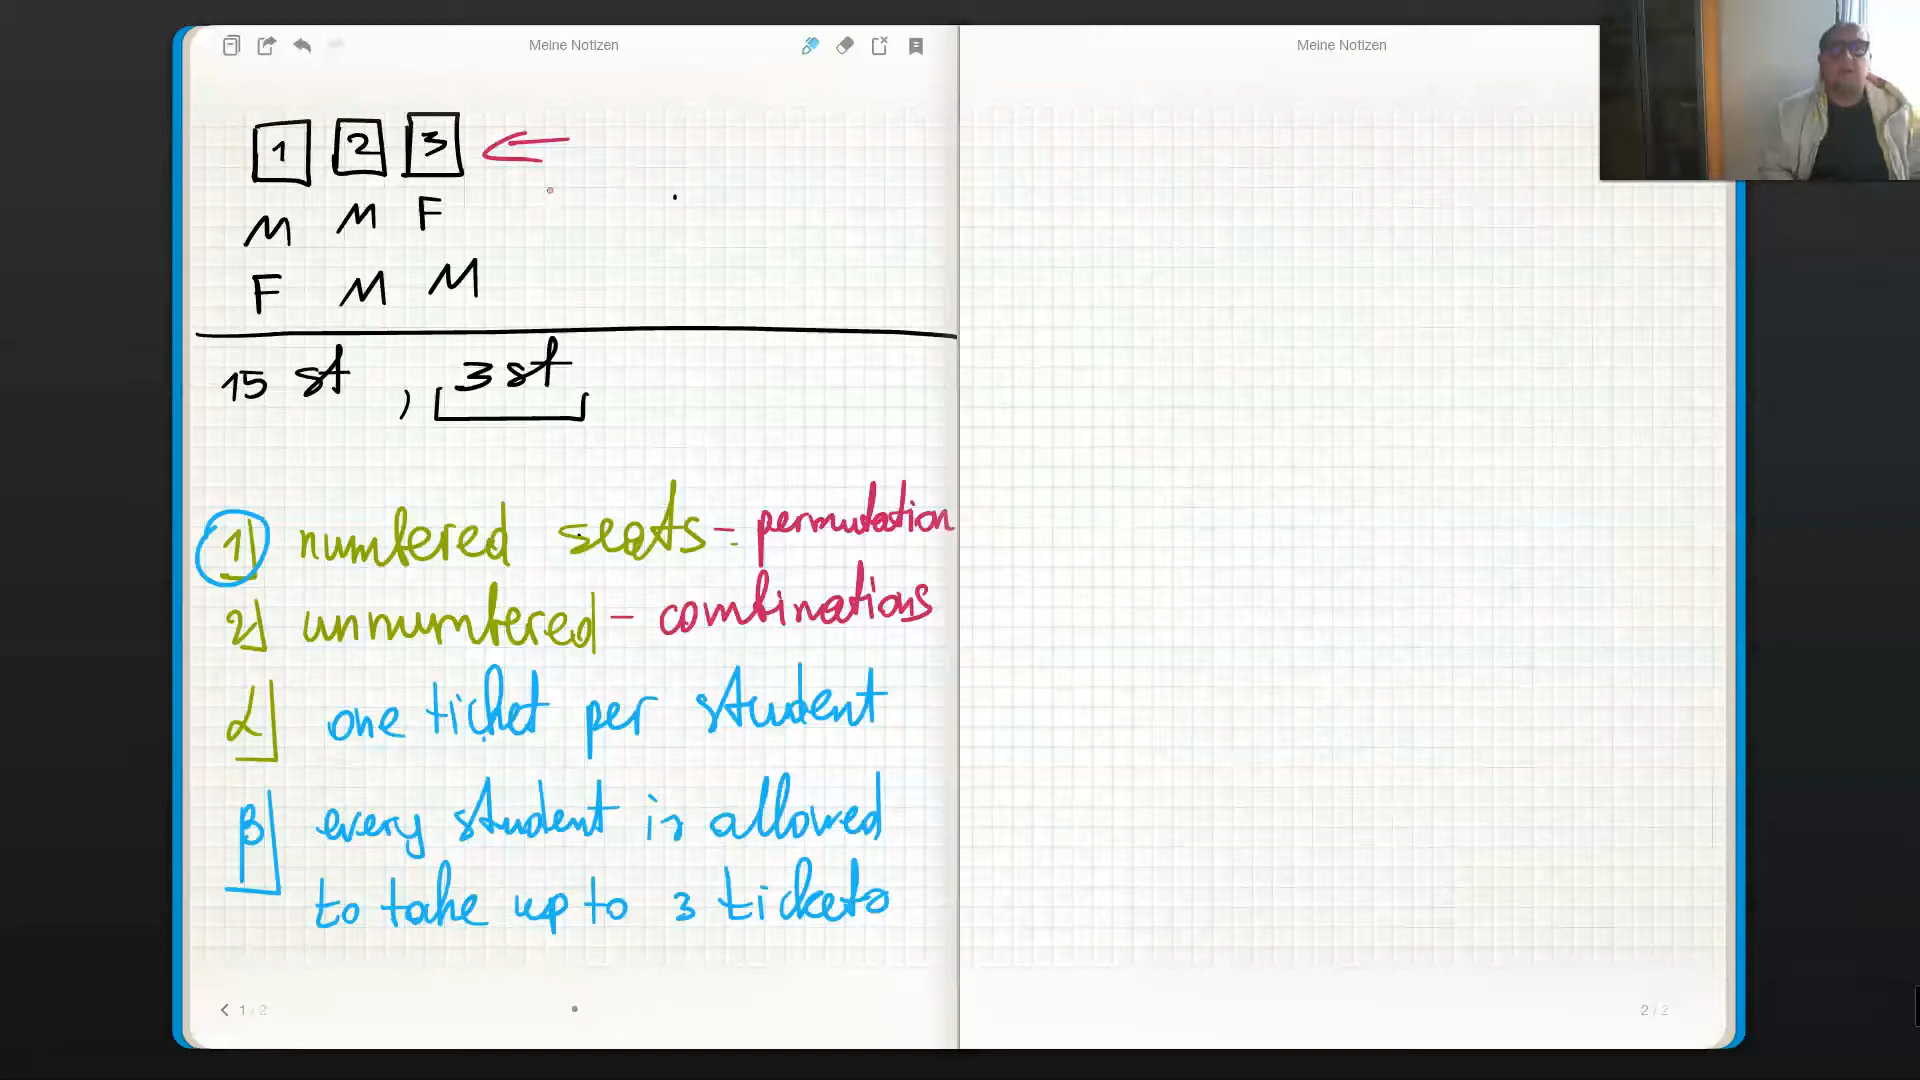 Meine Notizen
Meine Notizen
1 2 3
M M F
F M M
15 st , 3 st
1) numbered seats - permutation
2) unnumbered - combinations
α) one ticket per student
β) every student is allowed
to take up to 3 tickets
1 / 2
2 / 2